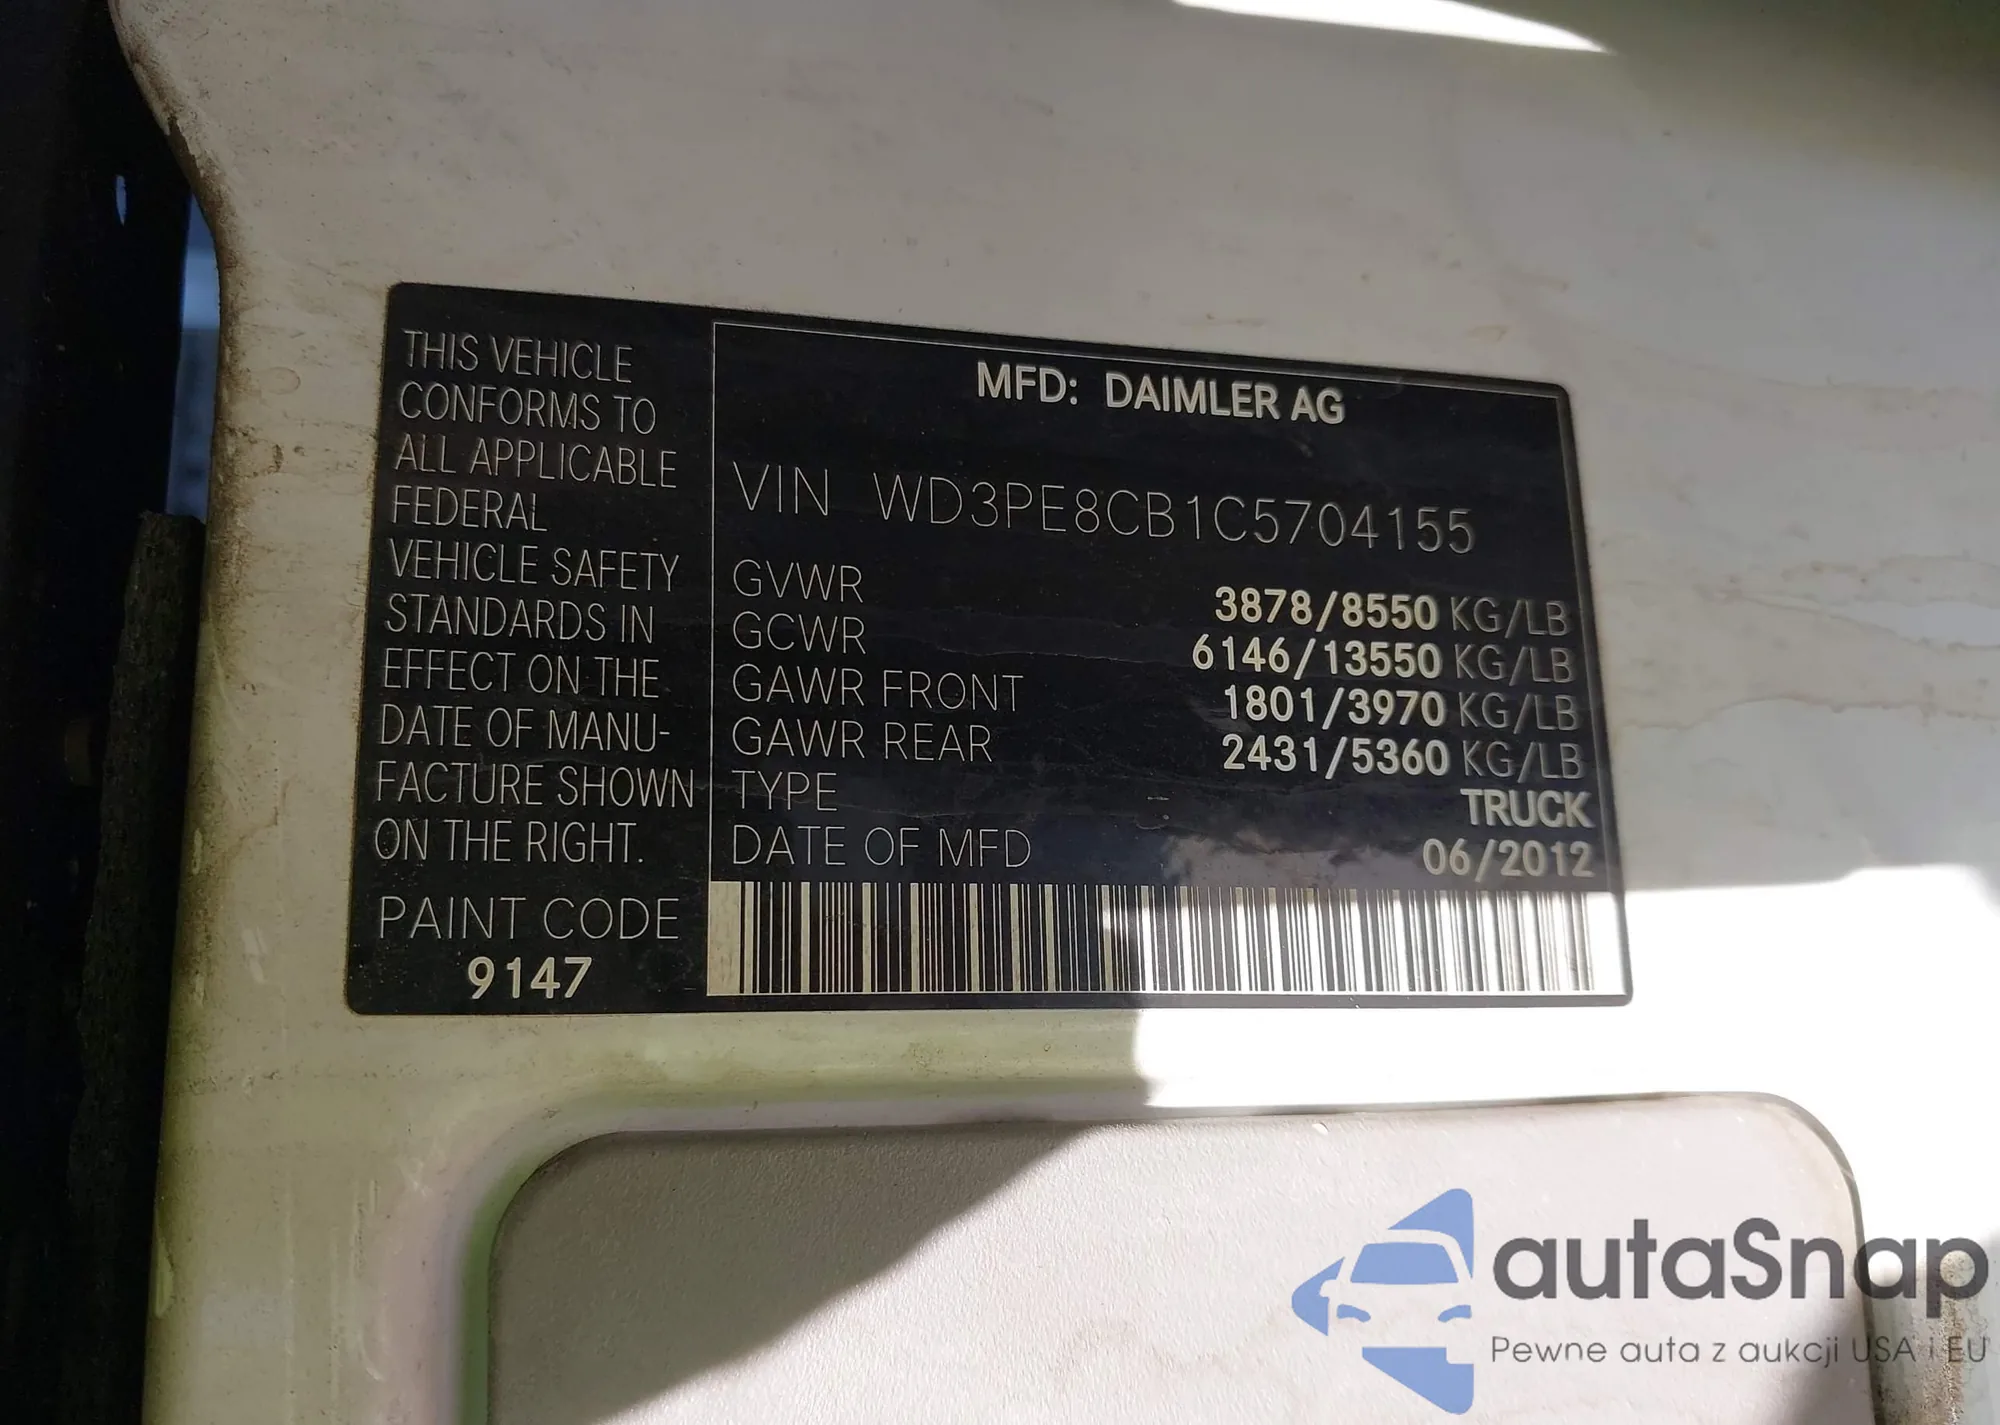 THIS VEHICLE
CONFORMS TO
ALL APPLICABLE
FEDERAL
VEHICLE SAFETY
STANDARDS IN
EFFECT ON THE
DATE OF MANU-
FACTURE SHOWN
ON THE RIGHT.
PAINT CODE
9147
MFD: DAIMLER AG
VIN WD3PE8CB1C5704155
GVWR 3878/8550 KG/LB
GCWR 6146/13550 KG/LB
GAWR FRONT 1801/3970 KG/LB
GAWR REAR 2431/5360 KG/LB
TYPE TRUCK
DATE OF MFD 06/2012
autaSnap
Pewne auta z aukcji USA i EU